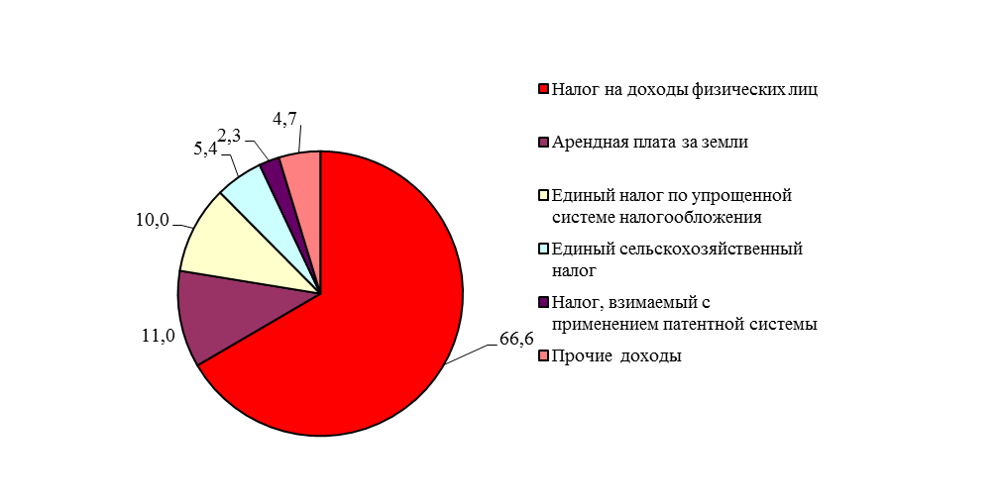 4,7
2,3
5,4
10,0
11,0
66,6
Налог на доходы физических лиц
Арендная плата за земли
Единый налог по упрощенной
системе налогообложения
Единый сельскохозяйственный
налог
Налог, взимаемый с
применением патентной системы
Прочие доходы